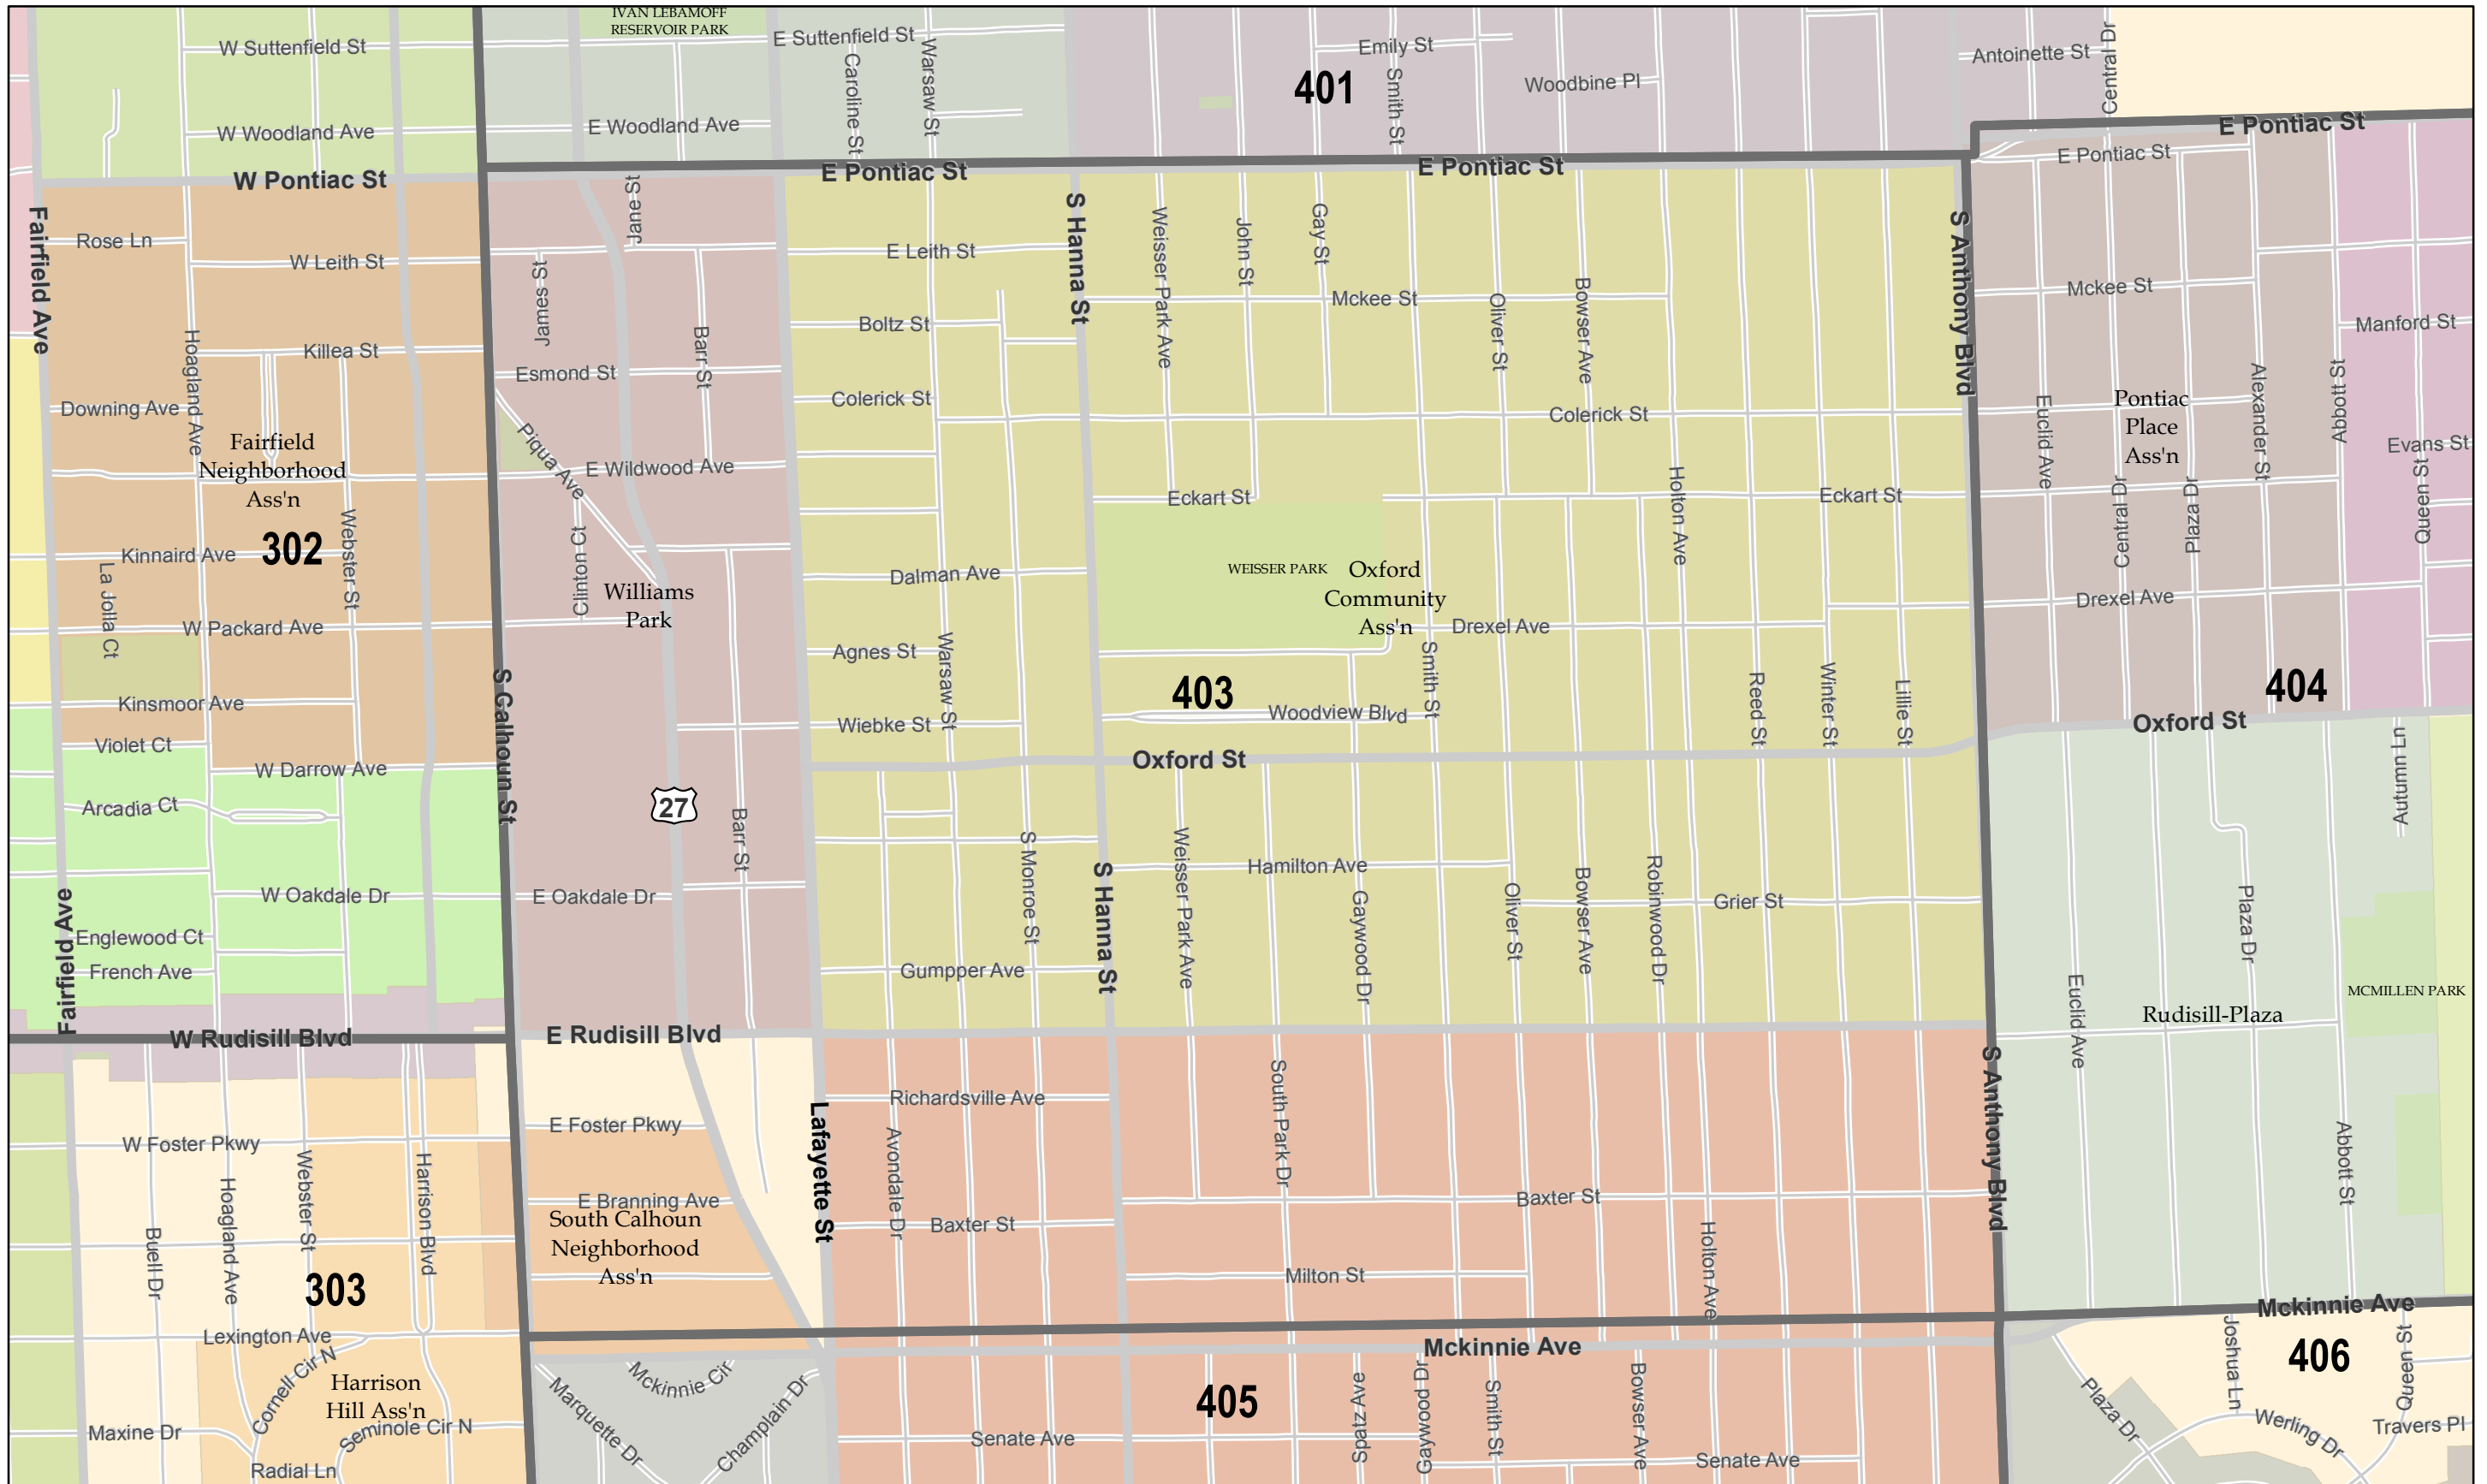 IVAN LEBAMOFF
RESERVOIR PARK
W Suttenfield St
E Suttenfield St
Emily St
Antoinette St
Central Dr
Caroline St
Warsaw St
401
Smith St
Woodbine Pl
W Woodland Ave
E Woodland Ave
E Pontiac St
W Pontiac St
E Pontiac St
E Pontiac St
E Pontiac St
Fairfield Ave
Rose Ln
W Leith St
Jane St
James St
E Leith St
S Hanna St
Weisser Park Ave
John St
Gay St
Mckee St
Oliver St
Bowser Ave
S Anthony Blvd
Mckee St
Manford St
Hoagland Ave
Killea St
Esmond St
Barr St
Boltz St
Colerick St
Colerick St
Downing Ave
Fairfield
Neighborhood
Ass'n
Piqua Ave
E Wildwood Ave
Eckart St
Holton Ave
Eckart St
Euclid Ave
Pontiac
Place
Ass'n
Alexander St
Abbott St
Evans St
Queen St
Central Dr
Plaza Dr
302
Webster St
Kinnaird Ave
La Jolla Ct
Clinton Ct
Williams
Park
Dalman Ave
WEISSER PARK
Oxford
Community
Ass'n
Drexel Ave
Drexel Ave
W Packard Ave
Agnes St
Warsaw St
Smith St
Reed St
Winter St
Lillie St
403
404
Kinsmoor Ave
S Calhoun St
Wiebke St
Woodview Blvd
Oxford St
Oxford St
Violet Ct
W Darrow Ave
Arcadia Ct
27
Barr St
S Monroe St
S Hanna St
Weisser Park Ave
Hamilton Ave
Gaywood Dr
Oliver St
Bowser Ave
Robinwood Dr
Grier St
Autumn Ln
Plaza Dr
W Oakdale Dr
E Oakdale Dr
Fairfield Ave
Englewood Ct
French Ave
Gumpper Ave
Euclid Ave
MCMILLEN PARK
Rudisill-Plaza
W Rudisill Blvd
E Rudisill Blvd
S Anthony Blvd
Richardsville Ave
South Park Dr
Lafayette St
Avondale Dr
W Foster Pkwy
E Foster Pkwy
Webster St
Harrison Blvd
Hoagland Ave
Buell Dr
E Branning Ave
South Calhoun
Neighborhood
Ass'n
Baxter St
Baxter St
Abbott St
Holton Ave
Milton St
303
Lexington Ave
Mckinnie Ave
Mckinnie Ave
Joshua Ln
Queen St
406
Cornell Cir N
Harrison
Hill Ass'n
Seminole Cir N
Maxine Dr
Radial Ln
Mckinnie Cir
Marquette Dr
Champlain Dr
405
Senate Ave
Spatz Ave
Gaywood Dr
Smith St
Bowser Ave
Senate Ave
Plaza Dr
Werling Dr
Travers Pl